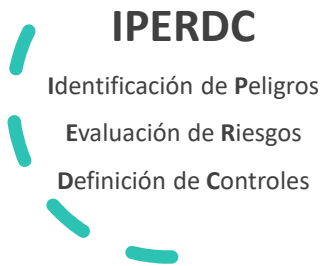 IPERDC
Identificación de Peligros
Evaluación de Riesgos
Definición de Controles